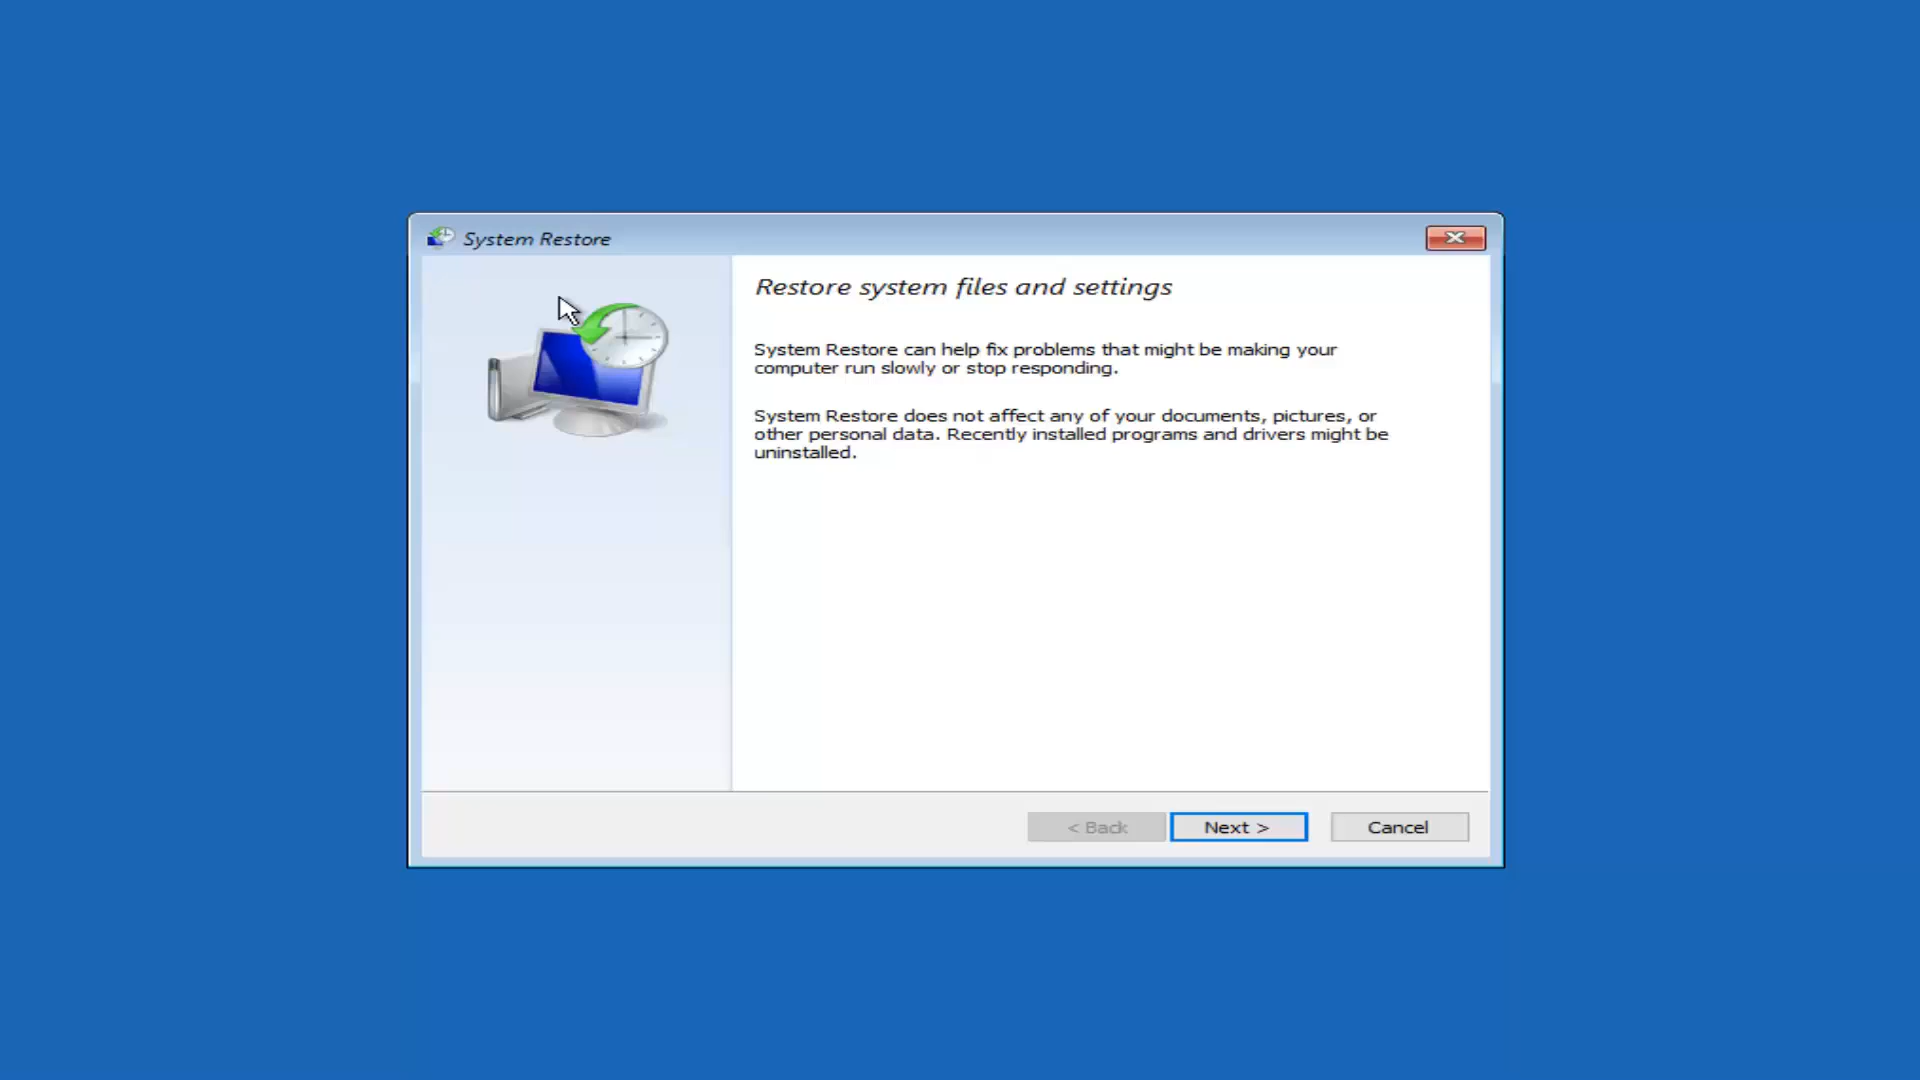 System Restore
Restore system files and settings
System Restore can help fix problems that might be making your
computer run slowly or stop responding.
System Restore does not affect any of your documents, pictures, or
other personal data. Recently installed programs and drivers might be
uninstalled.
< Back Next > Cancel